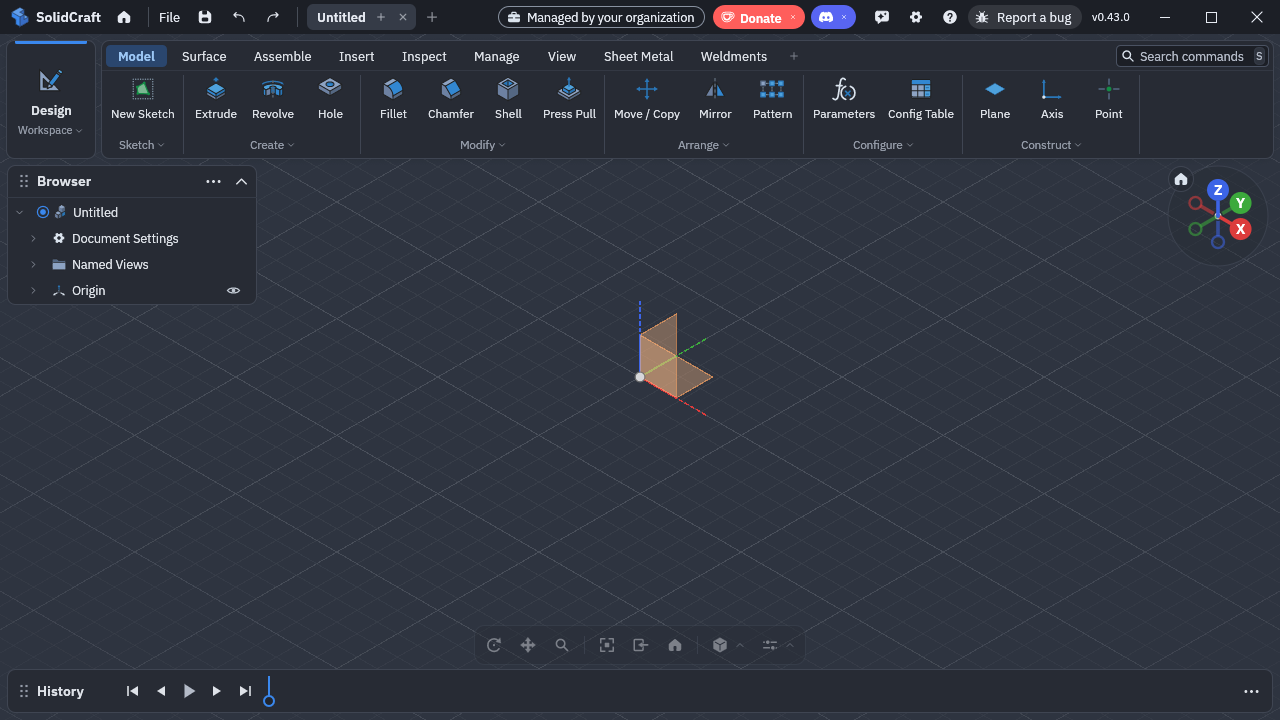 SolidCraft File Untitled Managed by your organization Donate Report a bug v0.43.0
Model Surface Assemble Insert Inspect Manage View Sheet Metal Weldments Search commands S
Design
Workspace
New Sketch Extrude Revolve Hole Fillet Chamfer Shell Press Pull Move / Copy Mirror Pattern Parameters Config Table Plane Axis Point
Sketch Create Modify Arrange Configure Construct
Browser
Untitled
Document Settings
Named Views
Origin
Z
Y
X
History